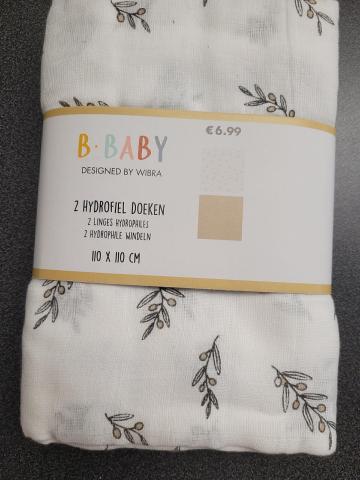 €6.99
B·BABY
DESIGNED BY WIBRA
2 HYDROFIEL DOEKEN
2 LINGES HYDROPHILES
2 HYDROPHILE WINDELN
110 X 110 CM